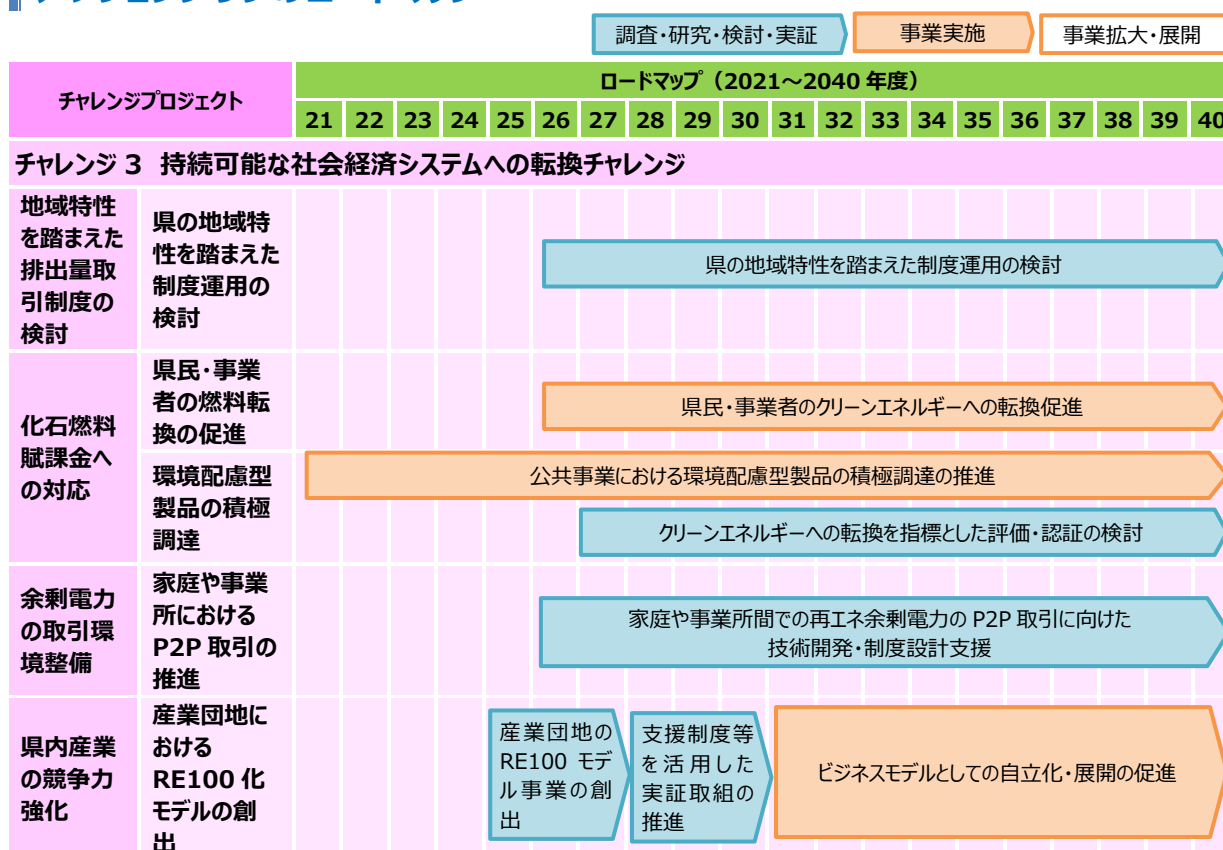 調査・研究・検討・実証
事業実施
事業拡大・展開
チャレンジプロジェクト
ロードマップ（2021～2040 年度）
21 22 23 24 25 26 27 28 29 30 31 32 33 34 35 36 37 38 39 40
チャレンジ 3 持続可能な社会経済システムへの転換チャレンジ
地域特性
を踏まえた
排出量取
引制度の
検討
県の地域特
性を踏まえた
制度運用の
検討
県の地域特性を踏まえた制度運用の検討
化石燃料
賦課金へ
の対応
県民・事業
者の燃料転
換の促進
県民・事業者のクリーンエネルギーへの転換促進
環境配慮型
製品の積極
調達
公共事業における環境配慮型製品の積極調達の推進
クリーンエネルギーへの転換を指標とした評価・認証の検討
余剰電力
の取引環
境整備
家庭や事業
所における
P2P 取引の
推進
家庭や事業所間での再エネ余剰電力の P2P 取引に向けた
技術開発・制度設計支援
県内産業
の競争力
強化
産業団地に
おける
RE100 化
モデルの創
出
産業団地の
RE100 モデ
ル事業の創
出
支援制度等
を活用した
実証取組の
推進
ビジネスモデルとしての自立化・展開の促進